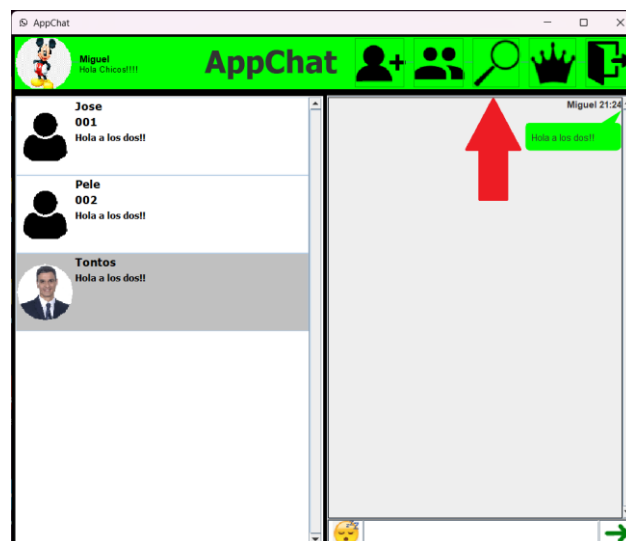 AppChat
Miguel
Hola Chicos!!!!
AppChat
Jose
001
Hola a los dos!!
Pele
002
Hola a los dos!!
Tontos
Hola a los dos!!
Miguel 21:24
Hola a los dos!!